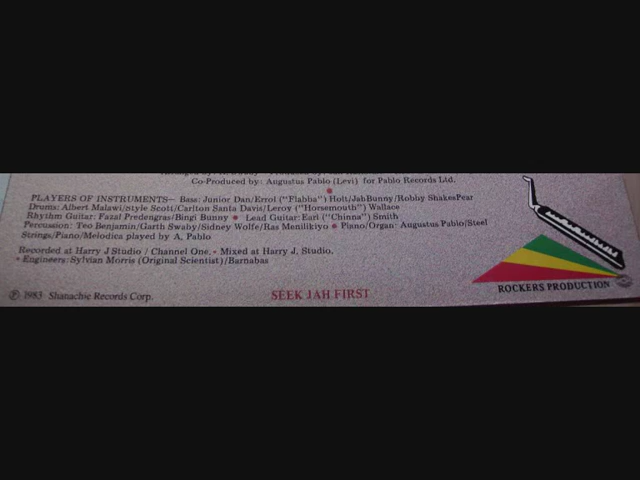 Co-Produced by: Augustus Pablo (Levi) for Pablo Records Ltd.
PLAYERS OF INSTRUMENTS— Bass: Junior Dan/Errol ("Flabba") Holt/JahBunny/Robby ShakesPear
Drums: Albert Malawi/Style Scott/Carlton Santa Davis/Leroy ("Horsemouth") Wallace
Rhythm Guitar: Fazal Predengras/Bingi Bunny • Lead Guitar: Earl ("Chinna") Smith
Percussion: Teo Benjamin/Garth Swaby/Sidney Wolfe/Ras Menilikiyo • Piano/Organ: Augustus Pablo/Steel
Strings/Piano/Melodica played by A. Pablo
Recorded at Harry J Studio / Channel One. • Mixed at Harry J. Studio.
• Engineers: Sylvian Morris (Original Scientist)/Barnabas
ROCKERS PRODUCTION
℗ 1983 Shanachie Records Corp.
SEEK JAH FIRST